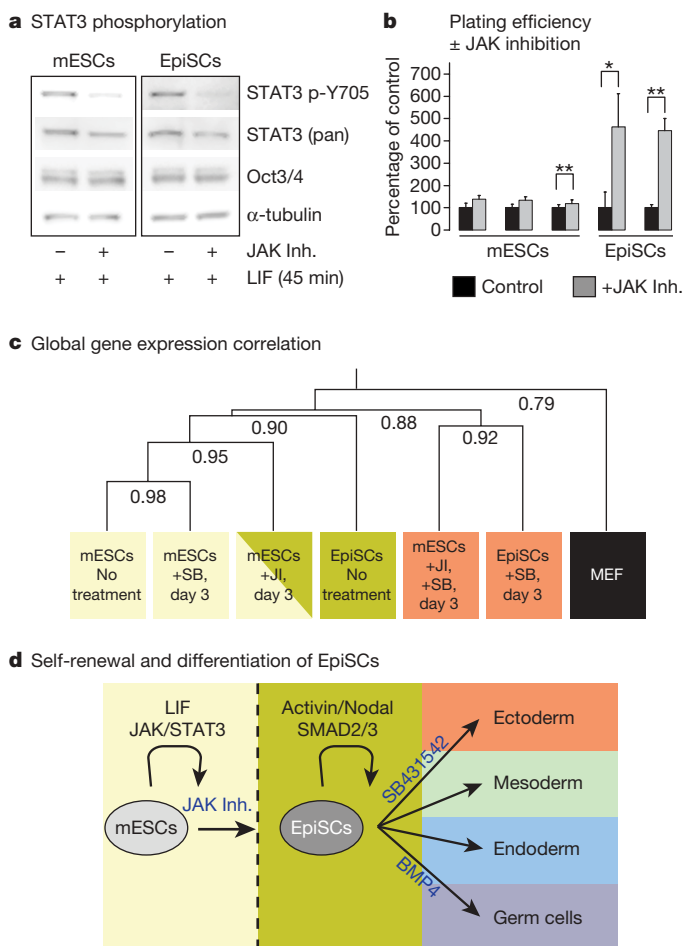 a STAT3 phosphorylation
mESCs EpiSCs
STAT3 p-Y705
STAT3 (pan)
Oct3/4
α-tubulin
– + – + JAK Inh.
+ + + + LIF (45 min)
b Plating efficiency
± JAK inhibition
Percentage of control
700
600
500
400
300
200
100
0
** * **
mESCs EpiSCs
Control +JAK Inh.
c Global gene expression correlation
0.79
0.90 0.88 0.92
0.95
0.98
mESCs
No
treatment
mESCs
+SB,
day 3
mESCs
+JI,
day 3
EpiSCs
No
treatment
mESCs
+JI,
+SB,
day 3
EpiSCs
+SB,
day 3
MEF
d Self-renewal and differentiation of EpiSCs
LIF
JAK/STAT3
mESCs
JAK Inh.
Activin/Nodal
SMAD2/3
EpiSCs
SB431542
BMP4
Ectoderm
Mesoderm
Endoderm
Germ cells